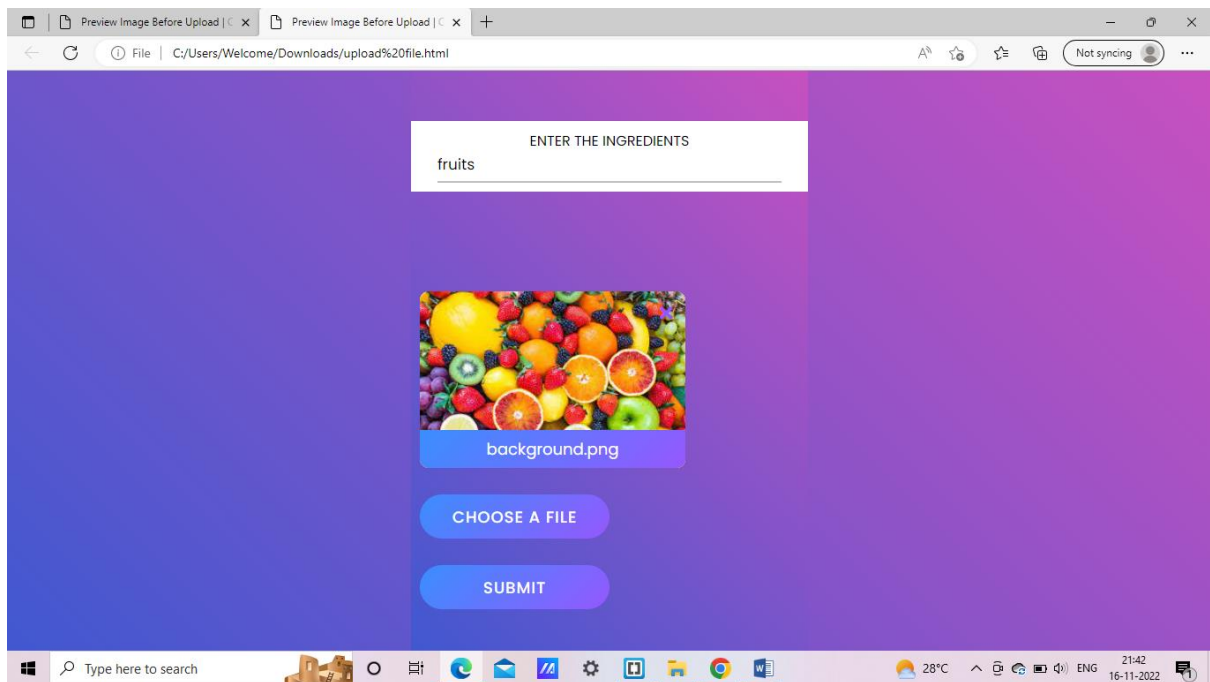 Preview Image Before Upload | C
Preview Image Before Upload | C
File
C:/Users/Welcome/Downloads/upload%20file.html
Not syncing
ENTER THE INGREDIENTS
fruits
background.png
CHOOSE A FILE
SUBMIT
Type here to search
28°C
ENG
21:42
16-11-2022